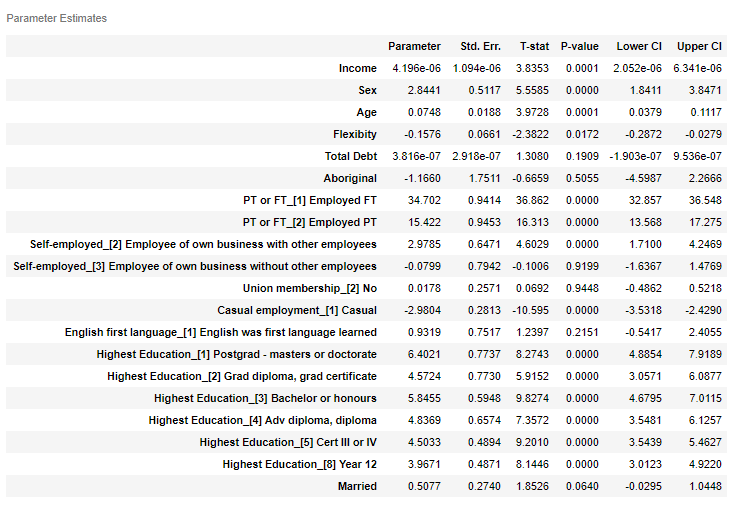 Parameter Estimates
Parameter Std. Err. T-stat P-value Lower CI Upper CI
Income 4.196e-06 1.094e-06 3.8353 0.0001 2.052e-06 6.341e-06
Sex 2.8441 0.5117 5.5585 0.0000 1.8411 3.8471
Age 0.0748 0.0188 3.9728 0.0001 0.0379 0.1117
Flexibity -0.1576 0.0661 -2.3822 0.0172 -0.2872 -0.0279
Total Debt 3.816e-07 2.918e-07 1.3080 0.1909 -1.903e-07 9.536e-07
Aboriginal -1.1660 1.7511 -0.6659 0.5055 -4.5987 2.2666
PT or FT_[1] Employed FT 34.702 0.9414 36.862 0.0000 32.857 36.548
PT or FT_[2] Employed PT 15.422 0.9453 16.313 0.0000 13.568 17.275
Self-employed_[2] Employee of own business with other employees 2.9785 0.6471 4.6029 0.0000 1.7100 4.2469
Self-employed_[3] Employee of own business without other employees -0.0799 0.7942 -0.1006 0.9199 -1.6367 1.4769
Union membership_[2] No 0.0178 0.2571 0.0692 0.9448 -0.4862 0.5218
Casual employment_[1] Casual -2.9804 0.2813 -10.595 0.0000 -3.5318 -2.4290
English first language_[1] English was first language learned 0.9319 0.7517 1.2397 0.2151 -0.5417 2.4055
Highest Education_[1] Postgrad - masters or doctorate 6.4021 0.7737 8.2743 0.0000 4.8854 7.9189
Highest Education_[2] Grad diploma, grad certificate 4.5724 0.7730 5.9152 0.0000 3.0571 6.0877
Highest Education_[3] Bachelor or honours 5.8455 0.5948 9.8274 0.0000 4.6795 7.0115
Highest Education_[4] Adv diploma, diploma 4.8369 0.6574 7.3572 0.0000 3.5481 6.1257
Highest Education_[5] Cert III or IV 4.5033 0.4894 9.2010 0.0000 3.5439 5.4627
Highest Education_[8] Year 12 3.9671 0.4871 8.1446 0.0000 3.0123 4.9220
Married 0.5077 0.2740 1.8526 0.0640 -0.0295 1.0448